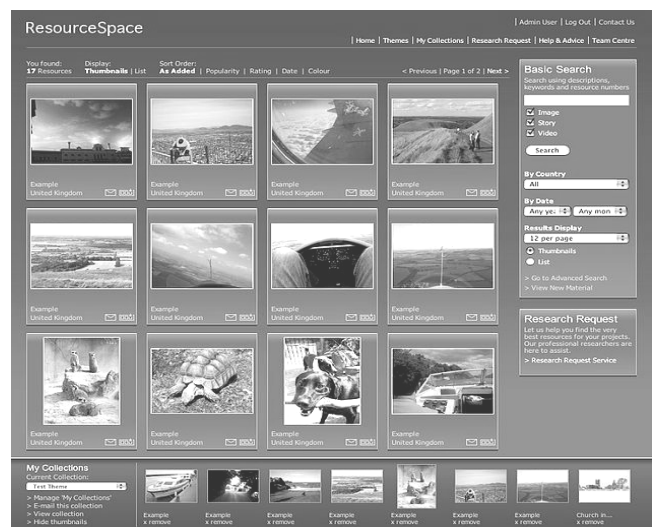 ResourceSpace
| Admin User | Log Out | Contact Us
| Home | Themes | My Collections | Research Request | Help & Advice | Team Centre
You found:
17 Resources
Display:
Thumbnails | List
Sort Order:
As Added | Popularity | Rating | Date | Colour
< Previous | Page 1 of 2 | Next >
Example
United Kingdom
Example
United Kingdom
Example
United Kingdom
Example
United Kingdom
Example
United Kingdom
Example
United Kingdom
Example
United Kingdom
Example
United Kingdom
Example
United Kingdom
Example
United Kingdom
Example
United Kingdom
Example
United Kingdom
Basic Search
Search using descriptions,
keywords and resource numbers
Image
Story
Video
Search
By Country
All
By Date
Any ye
Any mon
Results Display
12 per page
Thumbnails
List
> Go to Advanced Search
> View New Material
Research Request
Let us help you find the very
best resources for your projects.
Our professional researchers are
here to assist.
> Research Request Service
My Collections
Current Collection:
Test Theme
> Manage 'My Collections'
> E-mail this collection
> View collection
> Hide thumbnails
Example
x remove
Example
x remove
Example
x remove
Example
x remove
Example
x remove
Example
x remove
Example
x remove
Church in...
x remove